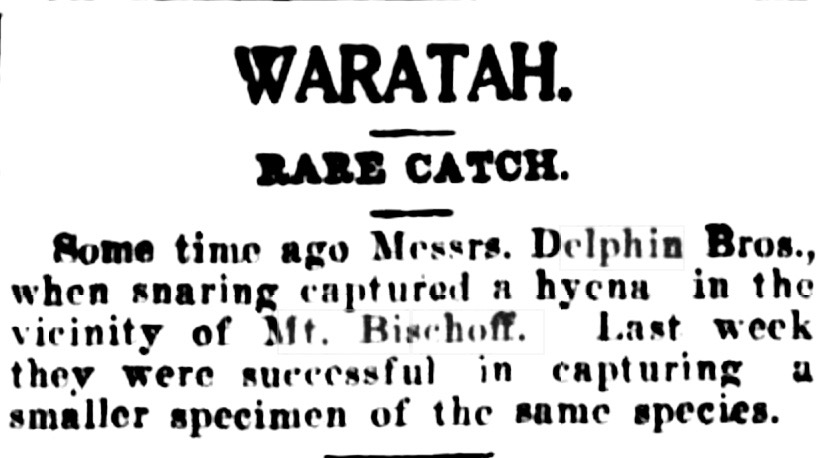 WARATAH.
RARE CATCH.
Some time ago Messrs. Delphin Bros.,
when snaring captured a hyena in the
vicinity of Mt. Bischoff. Last week
they were successful in capturing a
smaller specimen of the same species.